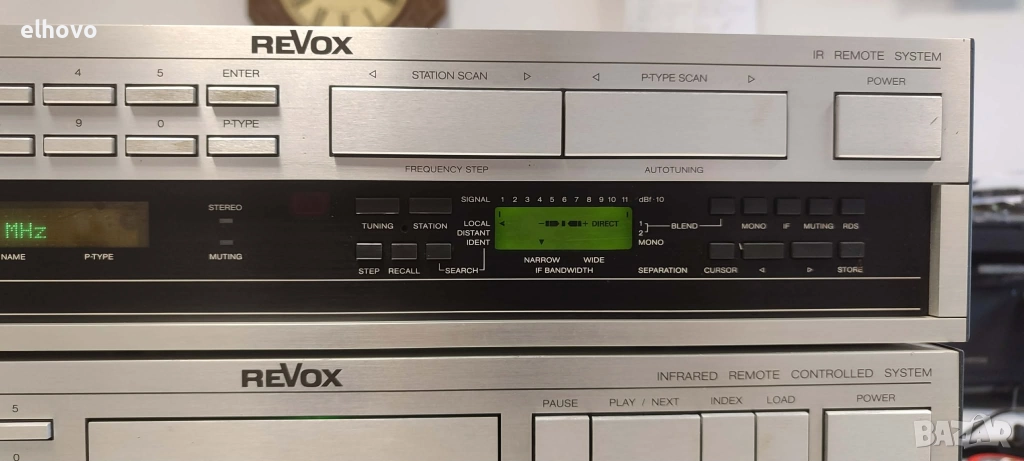 elhovo
REVOX
IR REMOTE SYSTEM
4 5 ENTER
STATION SCAN
P-TYPE SCAN
POWER
9 0 P-TYPE
FREQUENCY STEP
AUTOTUNING
MHz
NAME P-TYPE
STEREO
MUTING
SIGNAL 1 2 3 4 5 6 7 8 9 10 11 dBf·10
TUNING STATION
LOCAL
DISTANT
IDENT
DIRECT
1
2
MONO
BLEND
MONO IF MUTING RDS
STEP RECALL SEARCH
NARROW WIDE
IF BANDWIDTH
SEPARATION
CURSOR
STORE
REVOX
INFRARED REMOTE CONTROLLED SYSTEM
5
0
PAUSE PLAY / NEXT INDEX LOAD POWER
BAZAR